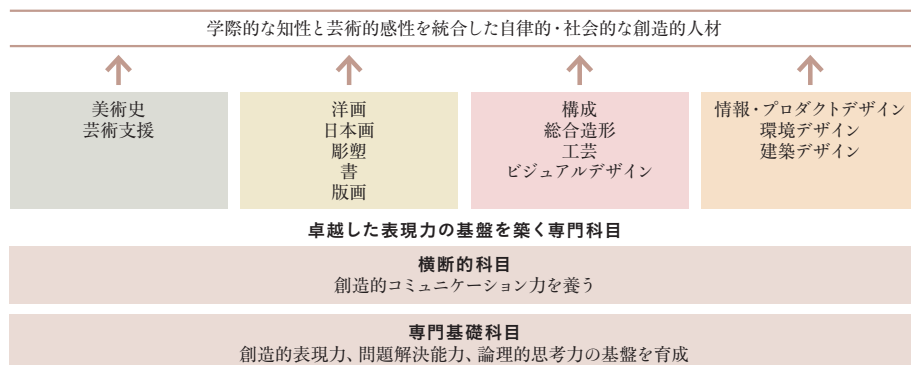 学際的な知性と芸術的感性を統合した自律的・社会的な創造的人材
美術史
芸術支援
洋画
日本画
彫塑
書
版画
構成
総合造形
工芸
ビジュアルデザイン
情報・プロダクトデザイン
環境デザイン
建築デザイン
卓越した表現力の基盤を築く専門科目
横断的科目
創造的コミュニケーション力を養う
専門基礎科目
創造的表現力、問題解決能力、論理的思考力の基盤を育成